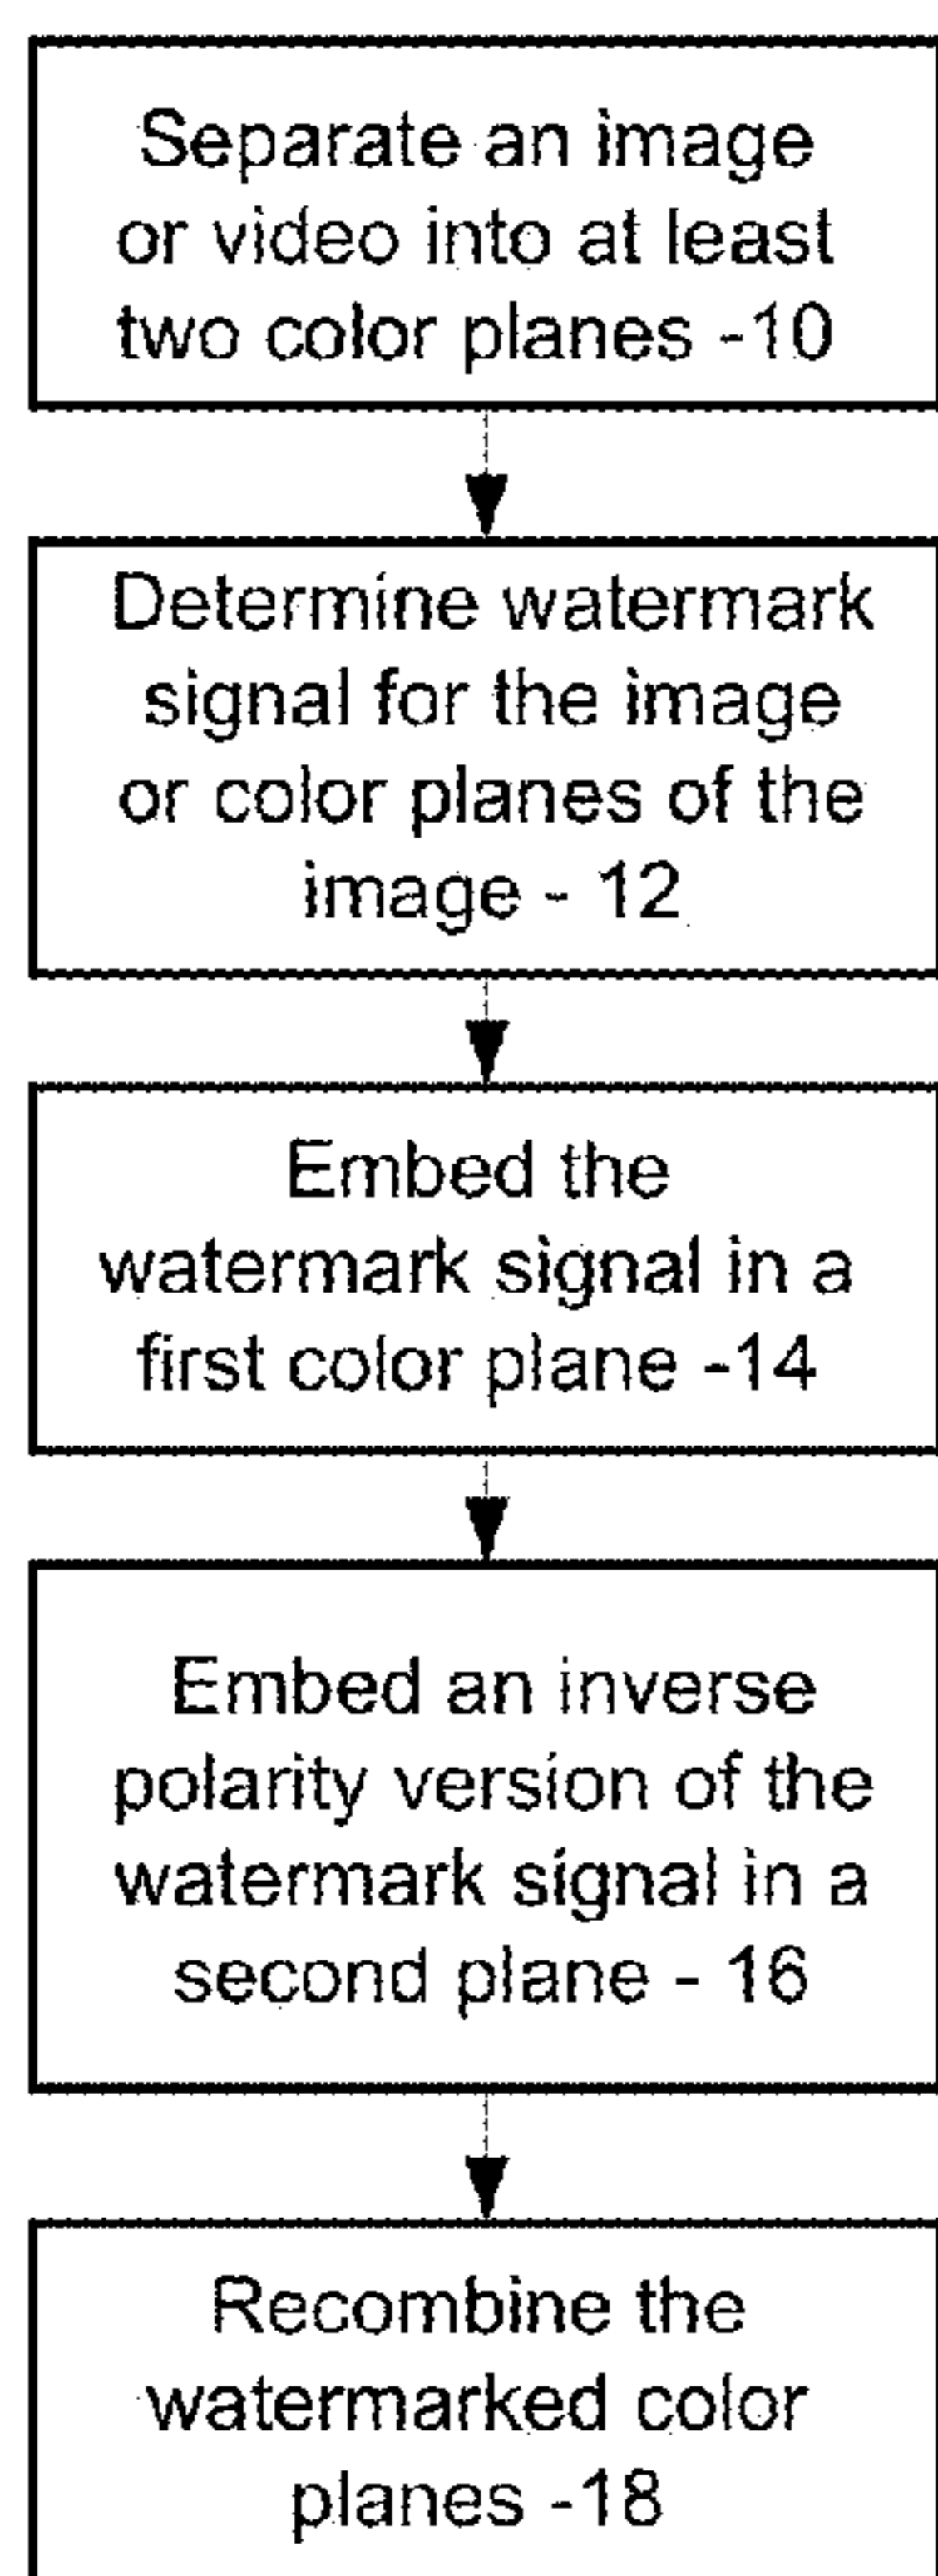 Separate an image
or video into at least
two color planes -10
Determine watermark
signal for the image
or color planes of the
image - 12
Embed the
watermark signal in a
first color plane -14
Embed an inverse
polarity version of the
watermark signal in a
second plane - 16
Recombine the
watermarked color
planes -18